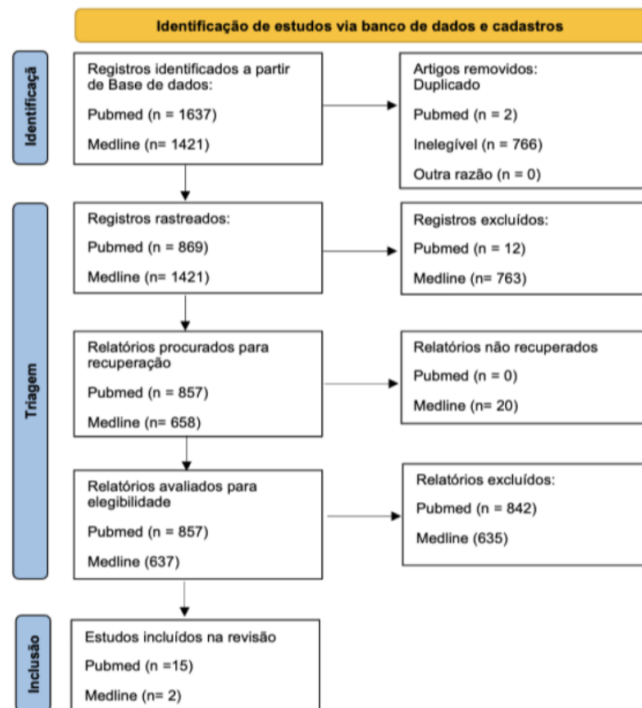 Identificação de estudos via banco de dados e cadastros
Identificaçã
Registros identificados a partir
de Base de dados:
Pubmed (n = 1637)
Medline (n= 1421)
Artigos removidos:
Duplicado
Pubmed (n = 2)
Inelegível (n = 766)
Outra razão (n = 0)
Triagem
Registros rastreados:
Pubmed (n = 869)
Medline (n= 1421)
Registros excluídos:
Pubmed (n = 12)
Medline (n= 763)
Relatórios procurados para
recuperação
Pubmed (n = 857)
Medline (n= 658)
Relatórios não recuperados
Pubmed (n = 0)
Medline (n= 20)
Relatórios avaliados para
elegibilidade
Pubmed (n = 857)
Medline (637)
Relatórios excluídos:
Pubmed (n = 842)
Medline (635)
Inclusão
Estudos incluídos na revisão
Pubmed (n =15)
Medline (n= 2)